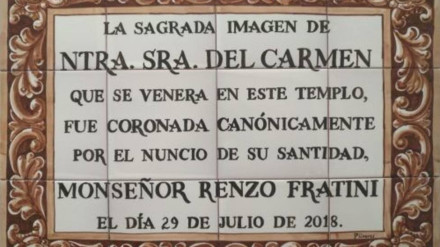 LA SAGRADA IMAGEN DE
NTRA. SRA. DEL CARMEN
QUE SE VENERA EN ESTE TEMPLO,
FUE CORONADA CANÓNICAMENTE
POR EL NUNCIO DE SU SANTIDAD,
MONSEÑOR RENZO FRATINI
EL DÍA 29 DE JULIO DE 2018.